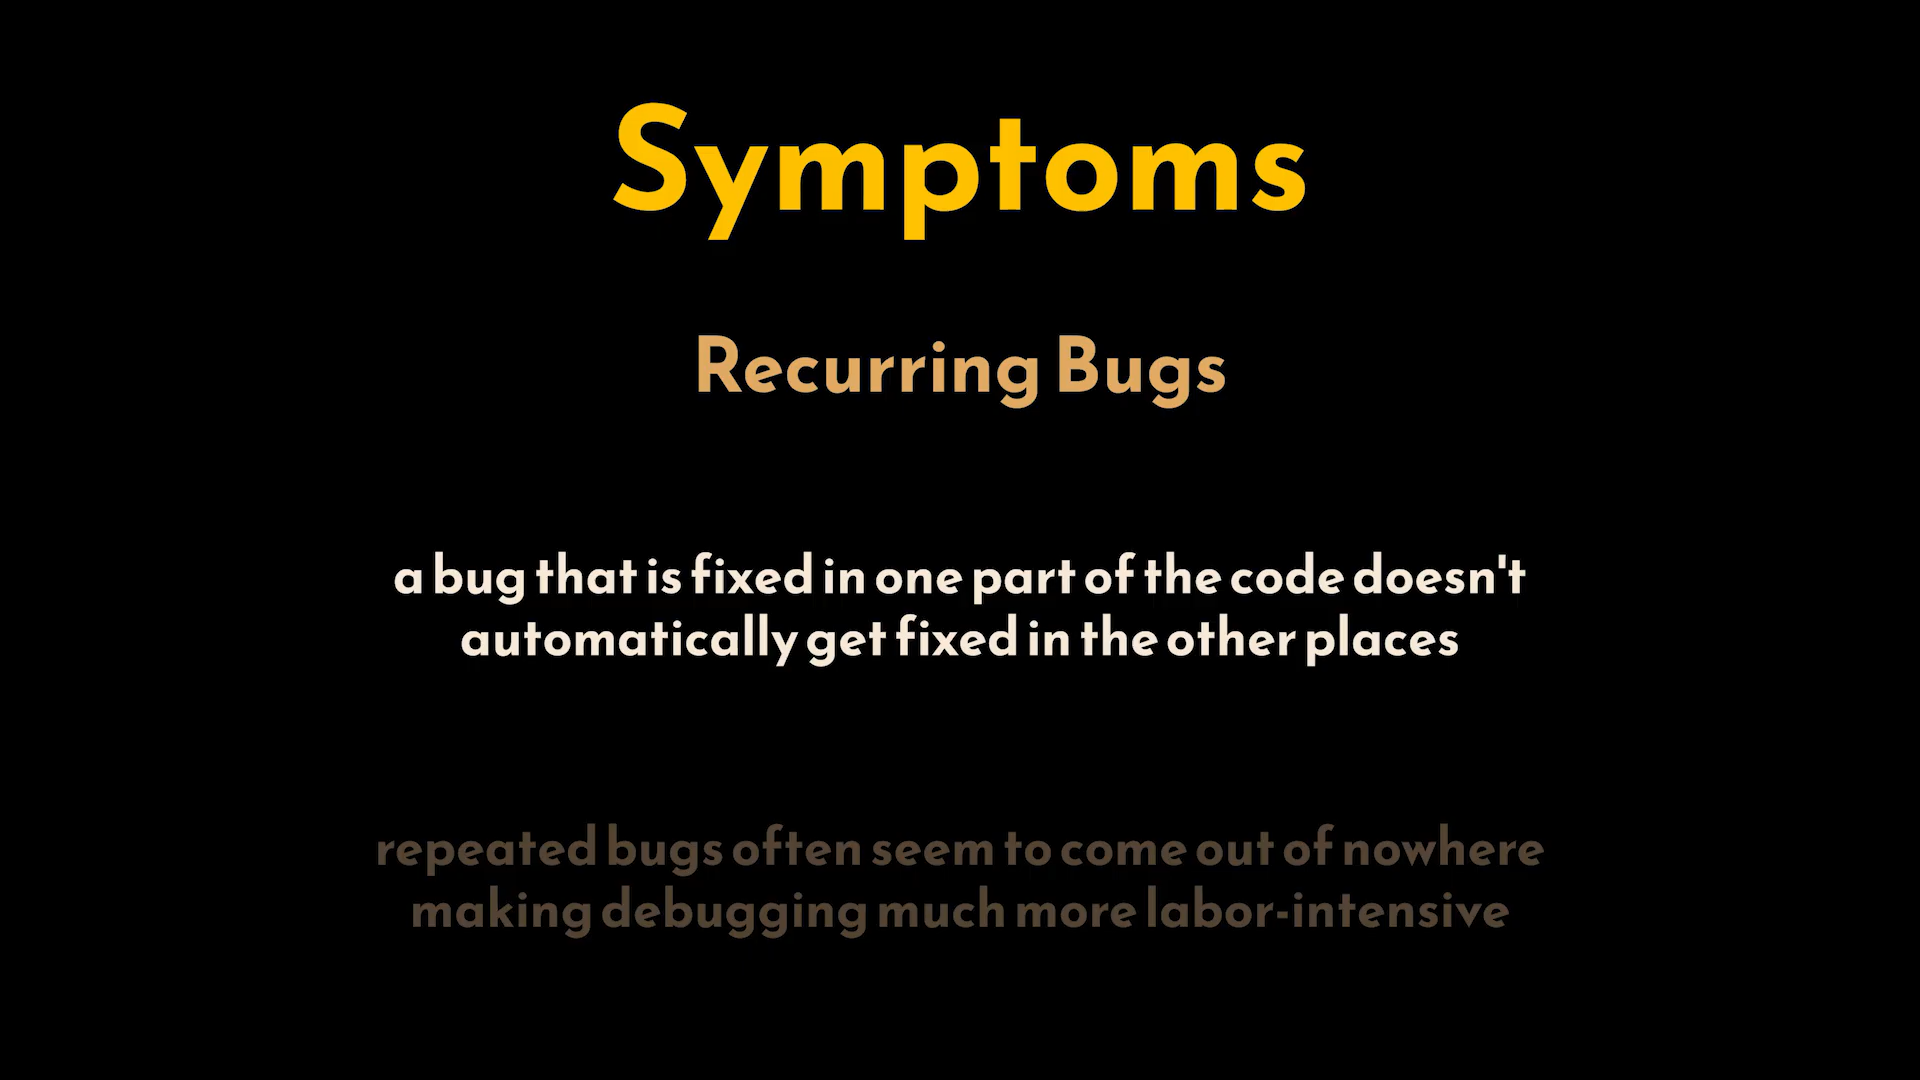 Symptoms
Recurring Bugs
a bug that is fixed in one part of the code doesn't
automatically get fixed in the other places
repeated bugs often seem to come out of nowhere
making debugging much more labor-intensive